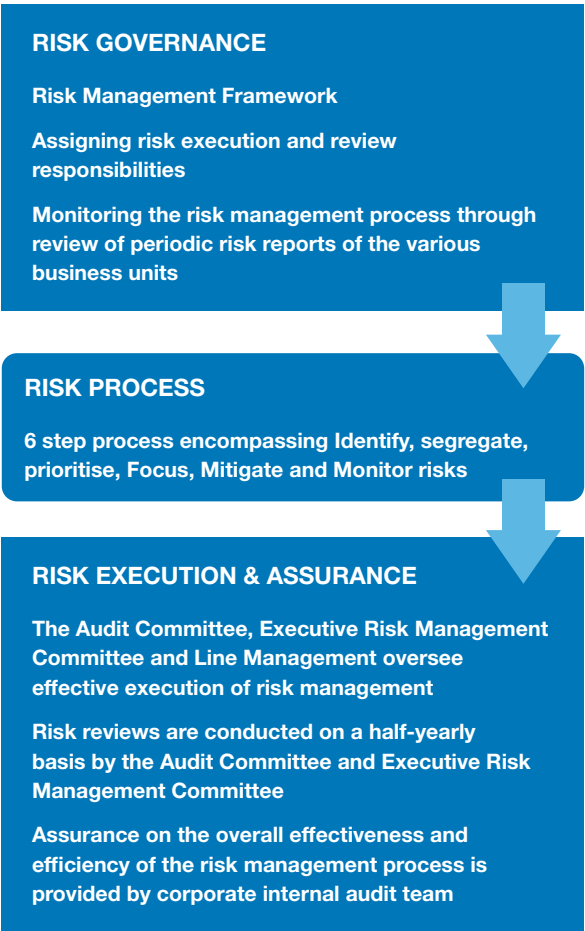 RISK GOVERNANCE
Risk Management Framework
Assigning risk execution and review
responsibilities
Monitoring the risk management process through
review of periodic risk reports of the various
business units
RISK PROCESS
6 step process encompassing Identify, segregate,
prioritise, Focus, Mitigate and Monitor risks
RISK EXECUTION & ASSURANCE
The Audit Committee, Executive Risk Management
Committee and Line Management oversee
effective execution of risk management
Risk reviews are conducted on a half-yearly
basis by the Audit Committee and Executive Risk
Management Committee
Assurance on the overall effectiveness and
efficiency of the risk management process is
provided by corporate internal audit team